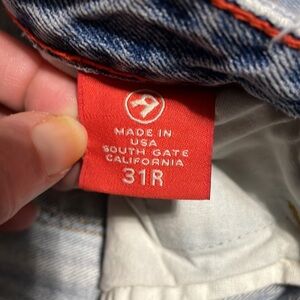 MADE IN
USA
SOUTH GATE
CALIFORNIA
31R